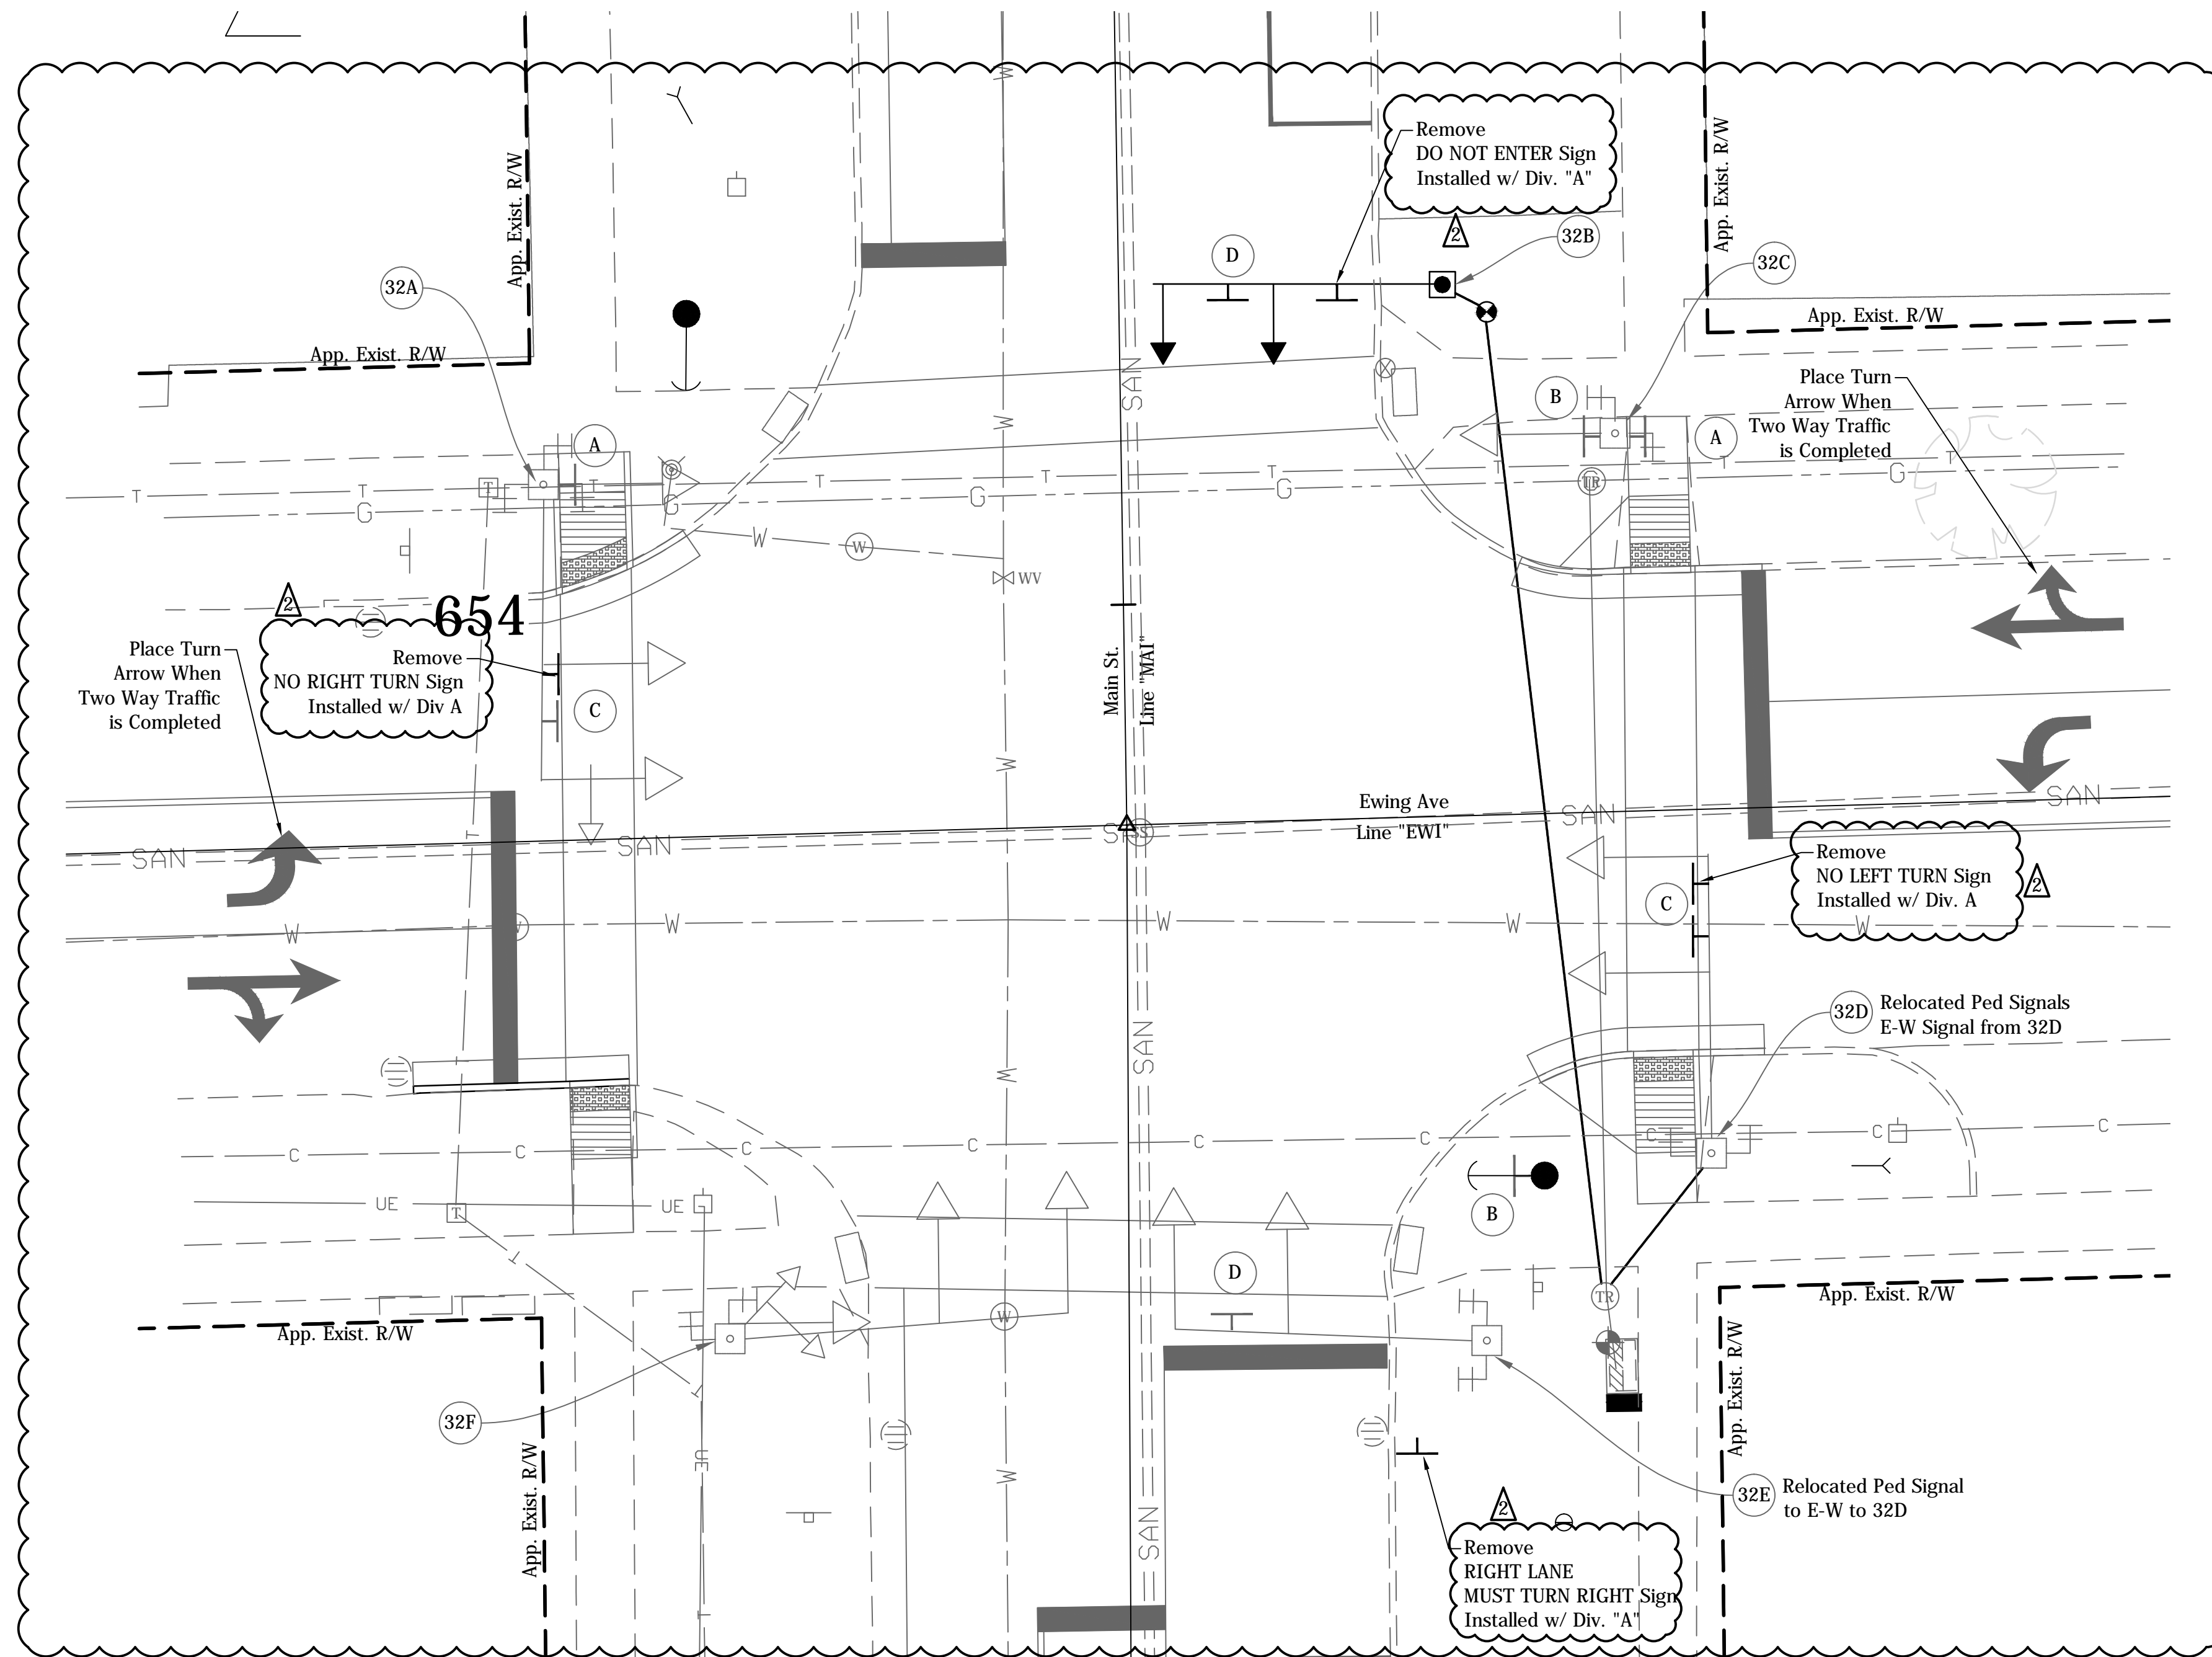 Remove
DO NOT ENTER Sign
Installed w/ Div. "A"
2
App. Exist. R/W
App. Exist. R/W
32A
32B
32C
D
App. Exist. R/W
App. Exist. R/W
Place Turn
Arrow When
Two Way Traffic
is Completed
A
B
A
SAN
W
W
T
T
T
T
T
T
T
T
T
T
G
G
G
G
G
TR
W
W
WV
2
654
Place Turn
Arrow When
Two Way Traffic
is Completed
Remove
NO RIGHT TURN Sign
Installed w/ Div A
C
Main St.
Line "MAI"
W
Ewing Ave
Line "EWI"
SAN
SAN
SS
SAN
SAN
T
Remove
NO LEFT TURN Sign
Installed w/ Div. A
2
C
W
W
W
W
W
32D
Relocated Ped Signals
E-W Signal from 32D
SAN
W
C
C
C
C
C
C
C
C
C
UE
UE
T
B
D
W
TR
App. Exist. R/W
App. Exist. R/W
32F
App. Exist. R/W
App. Exist. R/W
UE
W
SAN
32E
Relocated Ped Signal
to E-W to 32D
2
Remove
RIGHT LANE
MUST TURN RIGHT Sign
Installed w/ Div. "A"